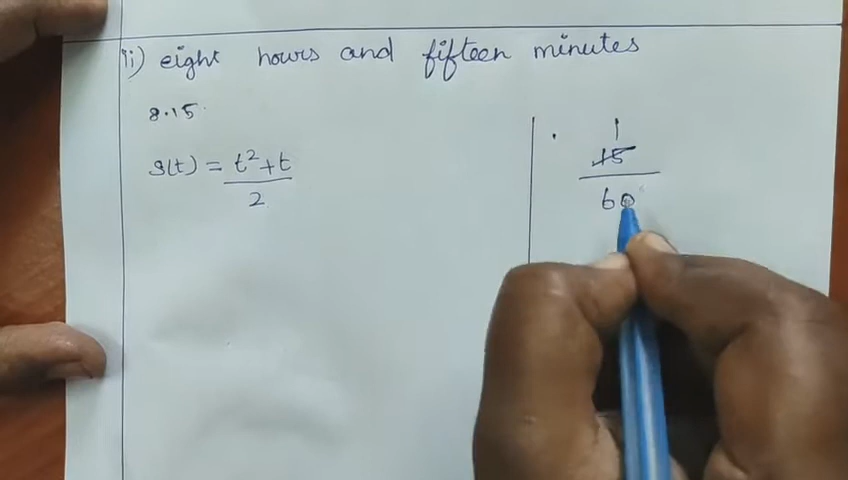 ii) eight hours and fifteen minutes
8.15
s(t) = t²+t
2
1
15
60